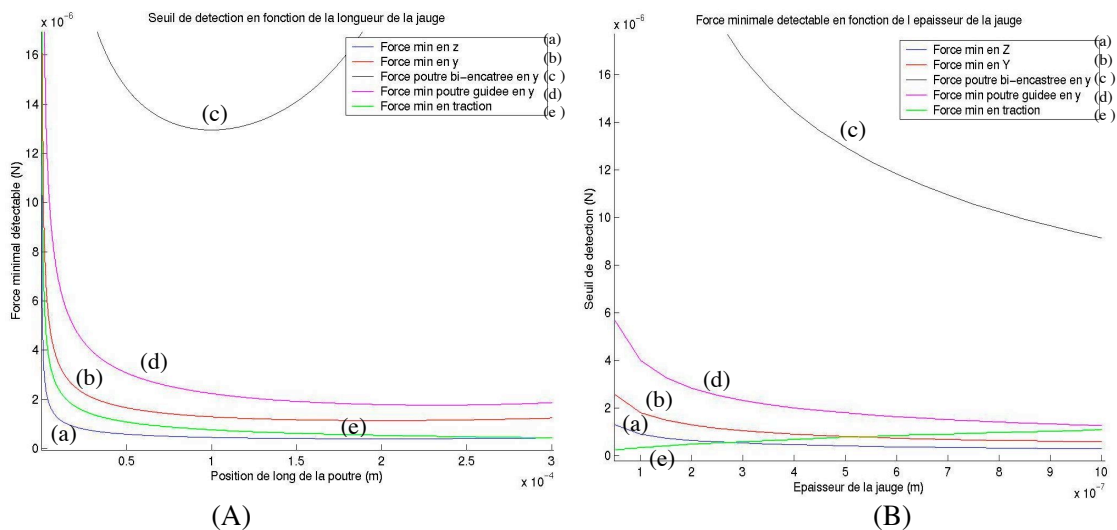 Seuil de detection en fonction de la longueur de la jauge
x 10⁻⁶
16
14
12
10
8
6
4
2
0
Force minimal détectable (N)
Force min en z (a)
Force min en y (b)
Force poutre bi-encatree en y (c )
Force min poutre guidee en y (d)
Force min en traction (e )
(c)
(d)
(b)
(e)
(a)
0.5 1 1.5 2 2.5 3
Position de long de la poutre (m)
x 10⁻⁴
(A)
Force minimale detectable en fonction de l epaisseur de la jauge
x 10⁻⁶
16
14
12
10
8
6
4
2
0
Seuil de detection (N)
Force min en Z (a)
Force min en Y (b)
Force poutre bi-encastree en y (c )
Force min poutre guidee en y (d)
Force min en traction (e )
(c)
(d)
(b)
(a)
(e)
1 2 3 4 5 6 7 8 9 10
Epaisseur de la jauge (m)
x 10⁻⁷
(B)